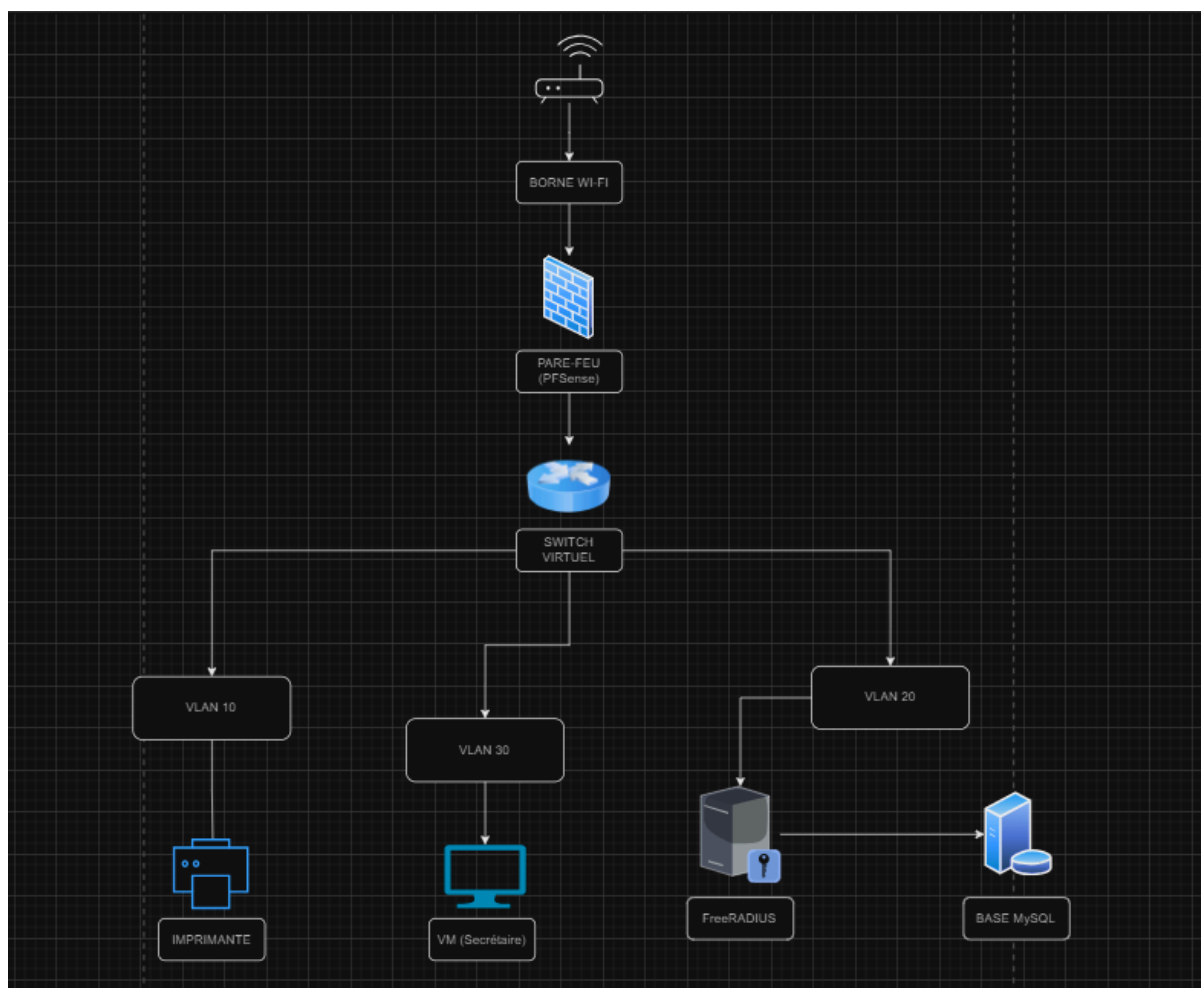 BORNE WI-FI
PARE-FEU
(PFSense)
SWITCH
VIRTUEL
VLAN 10
VLAN 30
VLAN 20
IMPRIMANTE
VM (Secrétaire)
FreeRADIUS
BASE MySQL